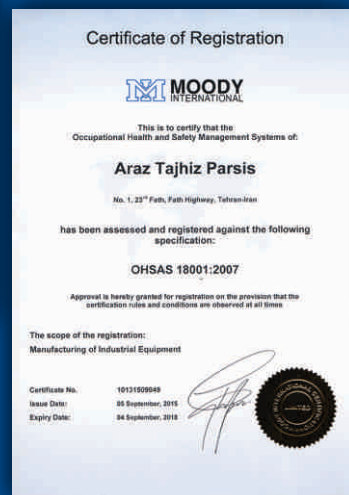 Certificate of Registration
MOODY
INTERNATIONAL
This is to certify that the
Occupational Health and Safety Management Systems of:
Araz Tajhiz Parsis
No. 1, 23rd Fath, Fath Highway, Tehran-Iran
has been assessed and registered against the following
specification:
OHSAS 18001:2007
Approval is hereby granted for registration on the provision that the
certification rules and conditions are observed at all times
The scope of the registration:
Manufacturing of Industrial Equipment
Certificate No. 10131509049
Issue Date: 05 September, 2015
Expiry Date: 04 September, 2018